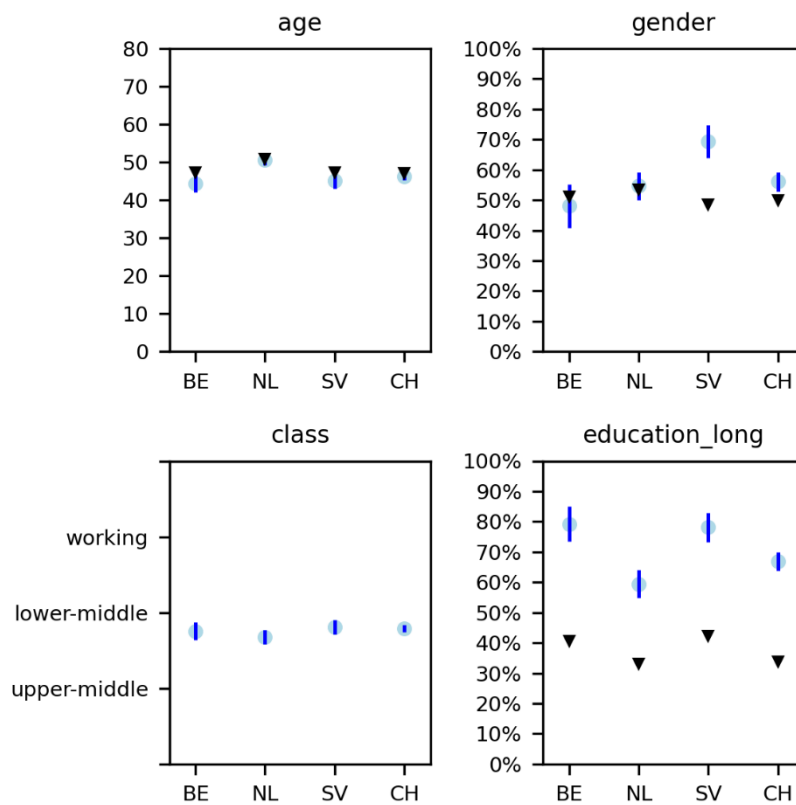 age
80
70
60
50
40
30
20
10
0
BE NL SV CH
gender
100%
90%
80%
70%
60%
50%
40%
30%
20%
10%
0%
BE NL SV CH
class
working
lower-middle
upper-middle
BE NL SV CH
education_long
100%
90%
80%
70%
60%
50%
40%
30%
20%
10%
0%
BE NL SV CH